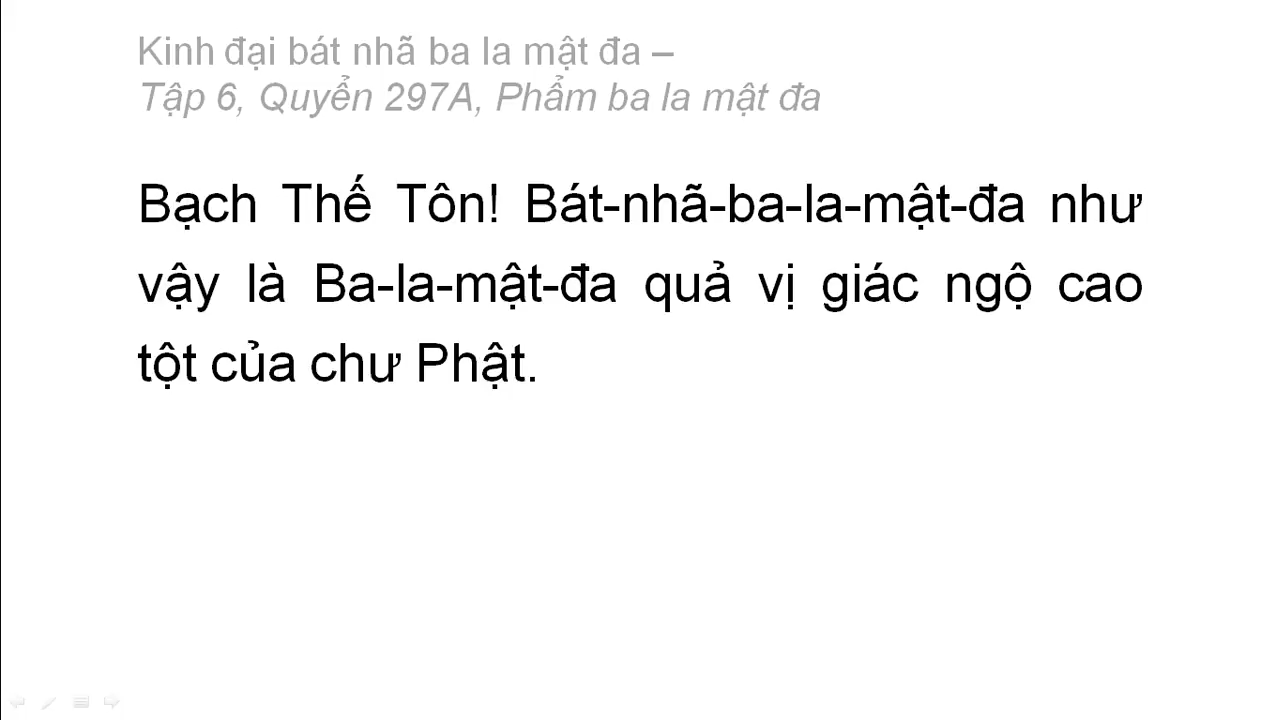 Kinh đại bát nhã ba la mật đa –
Tập 6, Quyển 297A, Phẩm ba la mật đa
Bạch Thế Tôn! Bát-nhã-ba-la-mật-đa như
vậy là Ba-la-mật-đa quả vị giác ngộ cao
tột của chư Phật.